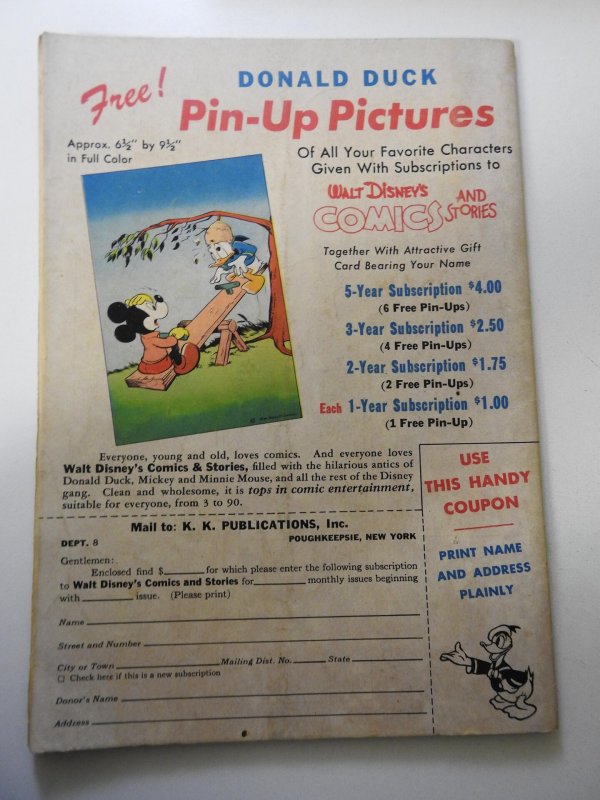 Free!
DONALD DUCK
Pin-Up Pictures
Approx. 6½" by 9½"
in Full Color
Of All Your Favorite Characters
Given With Subscriptions to
WALT DISNEY'S
COMICS AND STORIES
Together With Attractive Gift
Card Bearing Your Name
5-Year Subscription $4.00
(6 Free Pin-Ups)
3-Year Subscription $2.50
(4 Free Pin-Ups)
2-Year Subscription $1.75
(2 Free Pin-Ups)
Each 1-Year Subscription $1.00
(1 Free Pin-Up)
Everyone, young and old, loves comics. And everyone loves
Walt Disney's Comics & Stories, filled with the hilarious antics of
Donald Duck, Mickey and Minnie Mouse, and all the rest of the Disney
gang. Clean and wholesome, it is tops in comic entertainment,
suitable for everyone, from 3 to 90.
Mail to: K. K. PUBLICATIONS, Inc.
DEPT. 8 POUGHKEEPSIE, NEW YORK
Gentlemen:
Enclosed find $ for which please enter the following subscription
to Walt Disney's Comics and Stories for monthly issues beginning
with issue. (Please print)
Name
Street and Number
City or Town Mailing Dist. No. State
☐ Check here if this is a new subscription
Donor's Name
Address
USE
THIS HANDY
COUPON
PRINT NAME
AND ADDRESS
PLAINLY